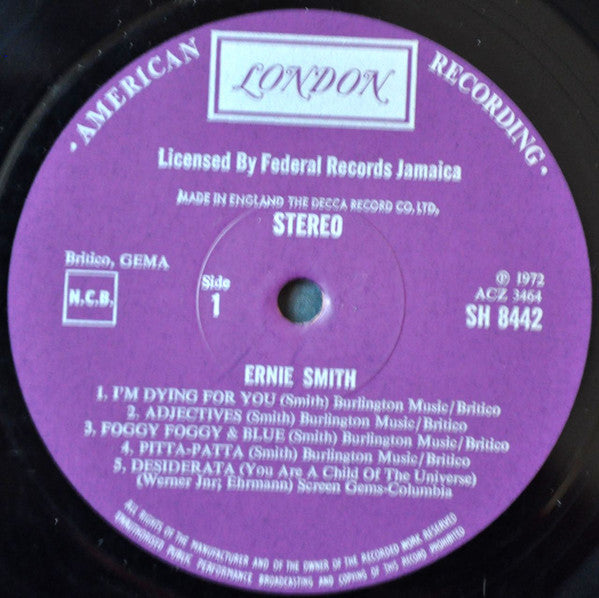 · AMERICAN RECORDING ·
LONDON
Licensed By Federal Records Jamaica
MADE IN ENGLAND THE DECCA RECORD CO. LTD.
STEREO
Britico, GEMA
N.C.B.
Side
1
℗ 1972
ACZ 3464
SH 8442
ERNIE SMITH
1. I'M DYING FOR YOU (Smith) Burlington Music/Britico
2. ADJECTIVES (Smith) Burlington Music/Britico
3. FOGGY FOGGY & BLUE (Smith) Burlington Music/Britico
4. PITTA-PATTA (Smith) Burlington Music/Britico
5. DESIDERATA (You Are A Child Of The Universe)
(Werner Jnr; Ehrmann) Screen Gems-Columbia
ALL RIGHTS OF THE MANUFACTURER AND OF THE OWNER OF THE RECORDED WORK RESERVED
UNAUTHORISED PUBLIC PERFORMANCE BROADCASTING AND COPYING OF THIS RECORD PROHIBITED